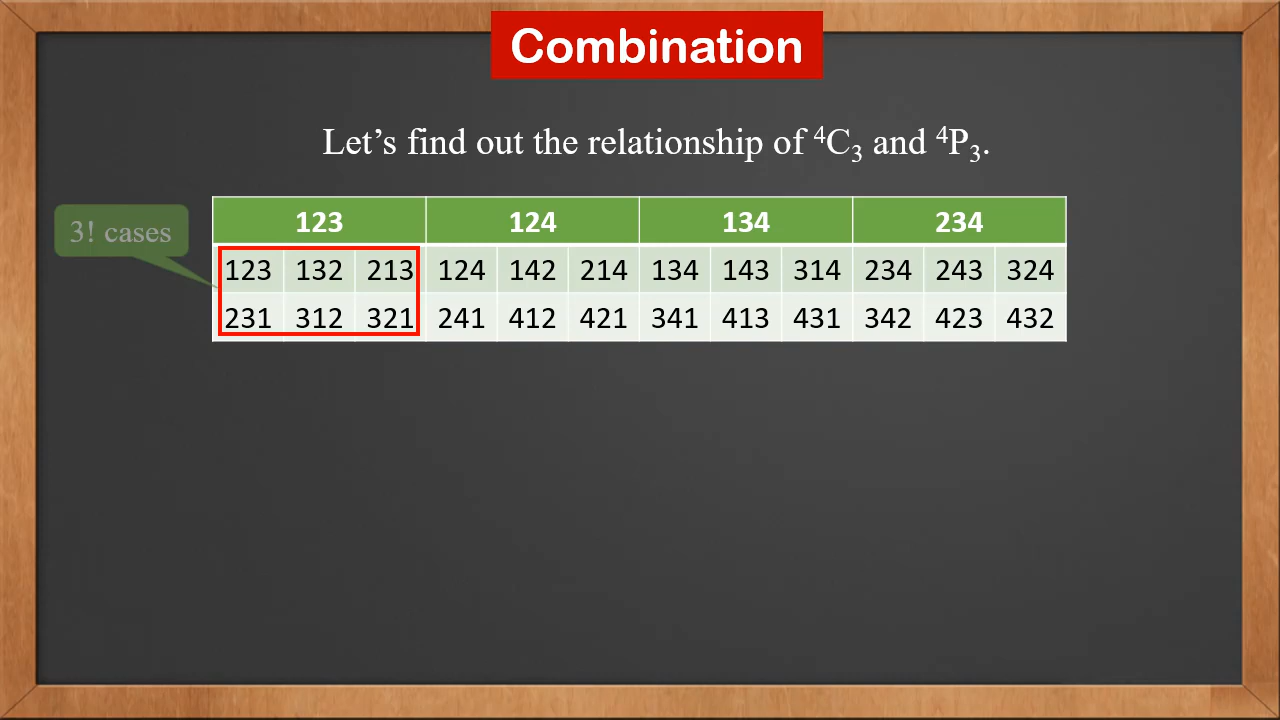 Combination
Let’s find out the relationship of ⁴C₃ and ⁴P₃.
3! cases
123 124 134 234
123 132 213 124 142 214 134 143 314 234 243 324
231 312 321 241 412 421 341 413 431 342 423 432